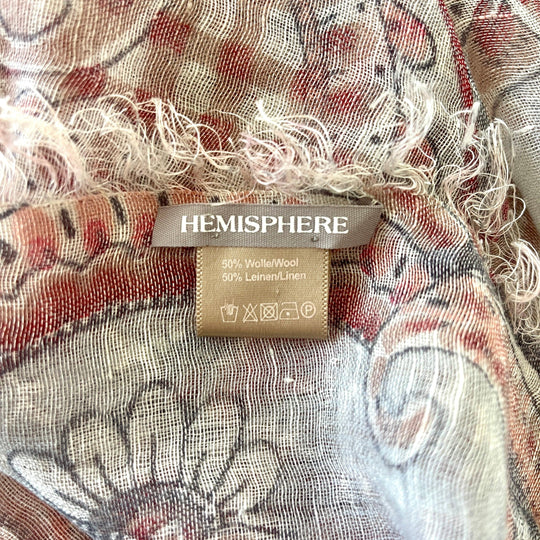 HEMISPHERE
50% Wolle/Wool
50% Leinen/Linen
P